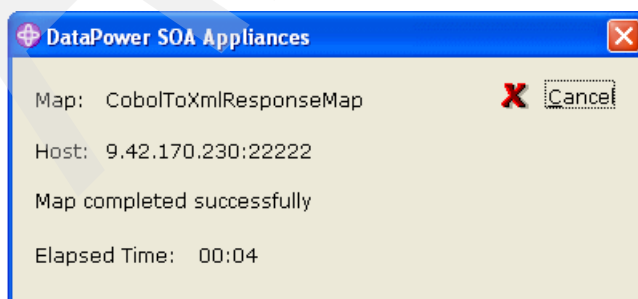 DataPower SOA Appliances
Map: CobolToXmlResponseMap
Cancel
Host: 9.42.170.230:22222
Map completed successfully
Elapsed Time: 00:04